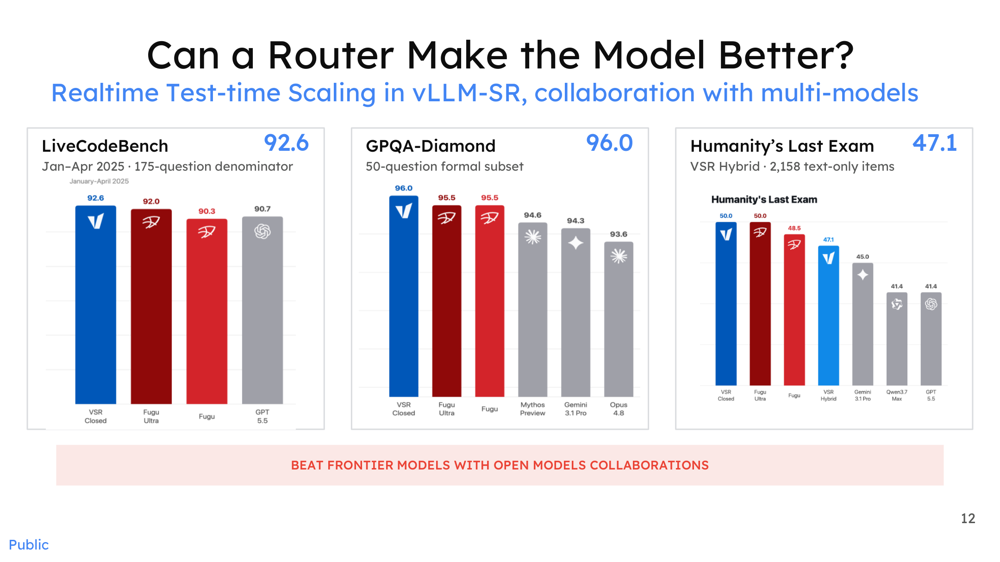 Can a Router Make the Model Better?
Realtime Test-time Scaling in vLLM-SR, collaboration with multi-models
LiveCodeBench
92.6
Jan–Apr 2025 · 175-question denominator
January-April 2025
92.6
92.0
90.3
90.7
VSR
Closed
Fugu
Ultra
Fugu
GPT
5.5
GPQA-Diamond
96.0
50-question formal subset
96.0
95.5
95.5
94.6
94.3
93.6
VSR
Closed
Fugu
Ultra
Fugu
Mythos
Preview
Gemini
3.1 Pro
Opus
4.8
Humanity’s Last Exam
47.1
VSR Hybrid · 2,158 text-only items
Humanity's Last Exam
50.0
50.0
48.5
47.1
45.0
41.4
41.4
VSR
Closed
Fugu
Ultra
Fugu
VSR
Hybrid
Gemini
3.1 Pro
Qwen3.7
Max
GPT
5.5
BEAT FRONTIER MODELS WITH OPEN MODELS COLLABORATIONS
12
Public